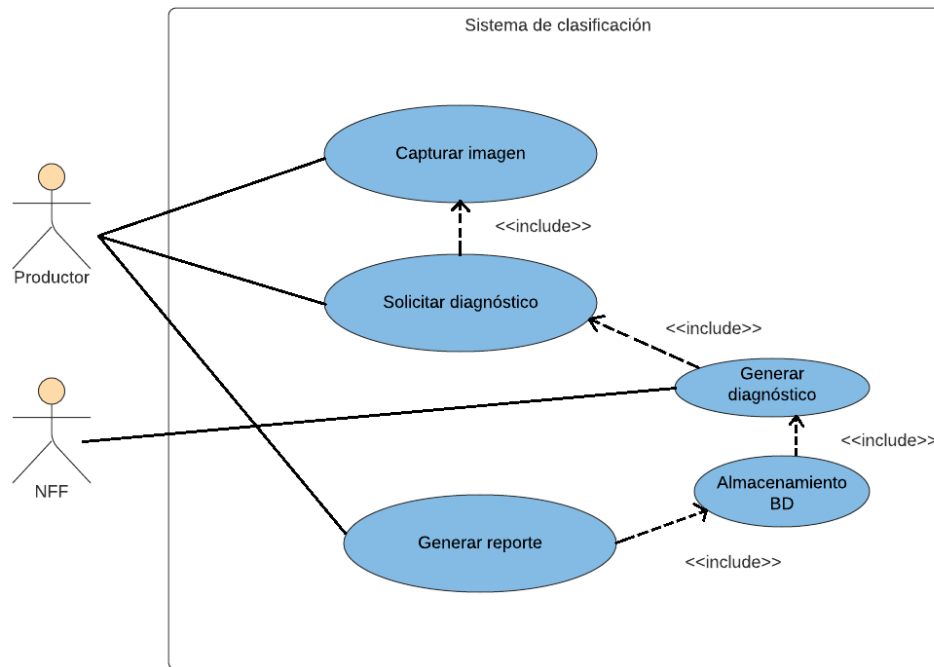 Sistema de clasificación
Capturar imagen
<<include>>
Productor
Solicitar diagnóstico
<<include>>
Generar
diagnóstico
<<include>>
NFF
Almacenamiento
BD
Generar reporte
<<include>>